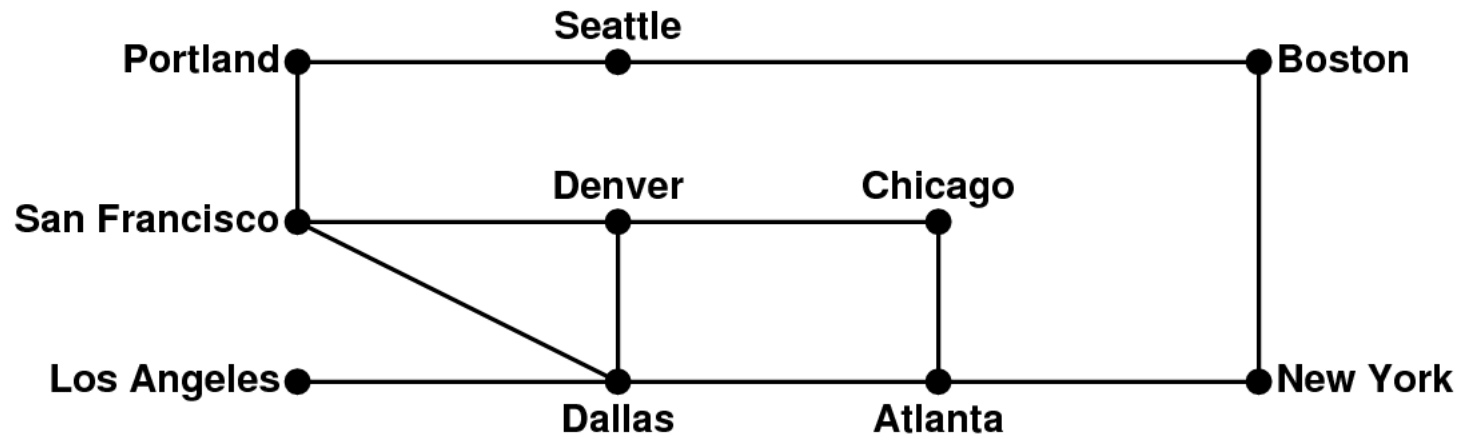 Seattle
Portland
Boston
Denver
Chicago
San Francisco
Los Angeles
New York
Dallas
Atlanta